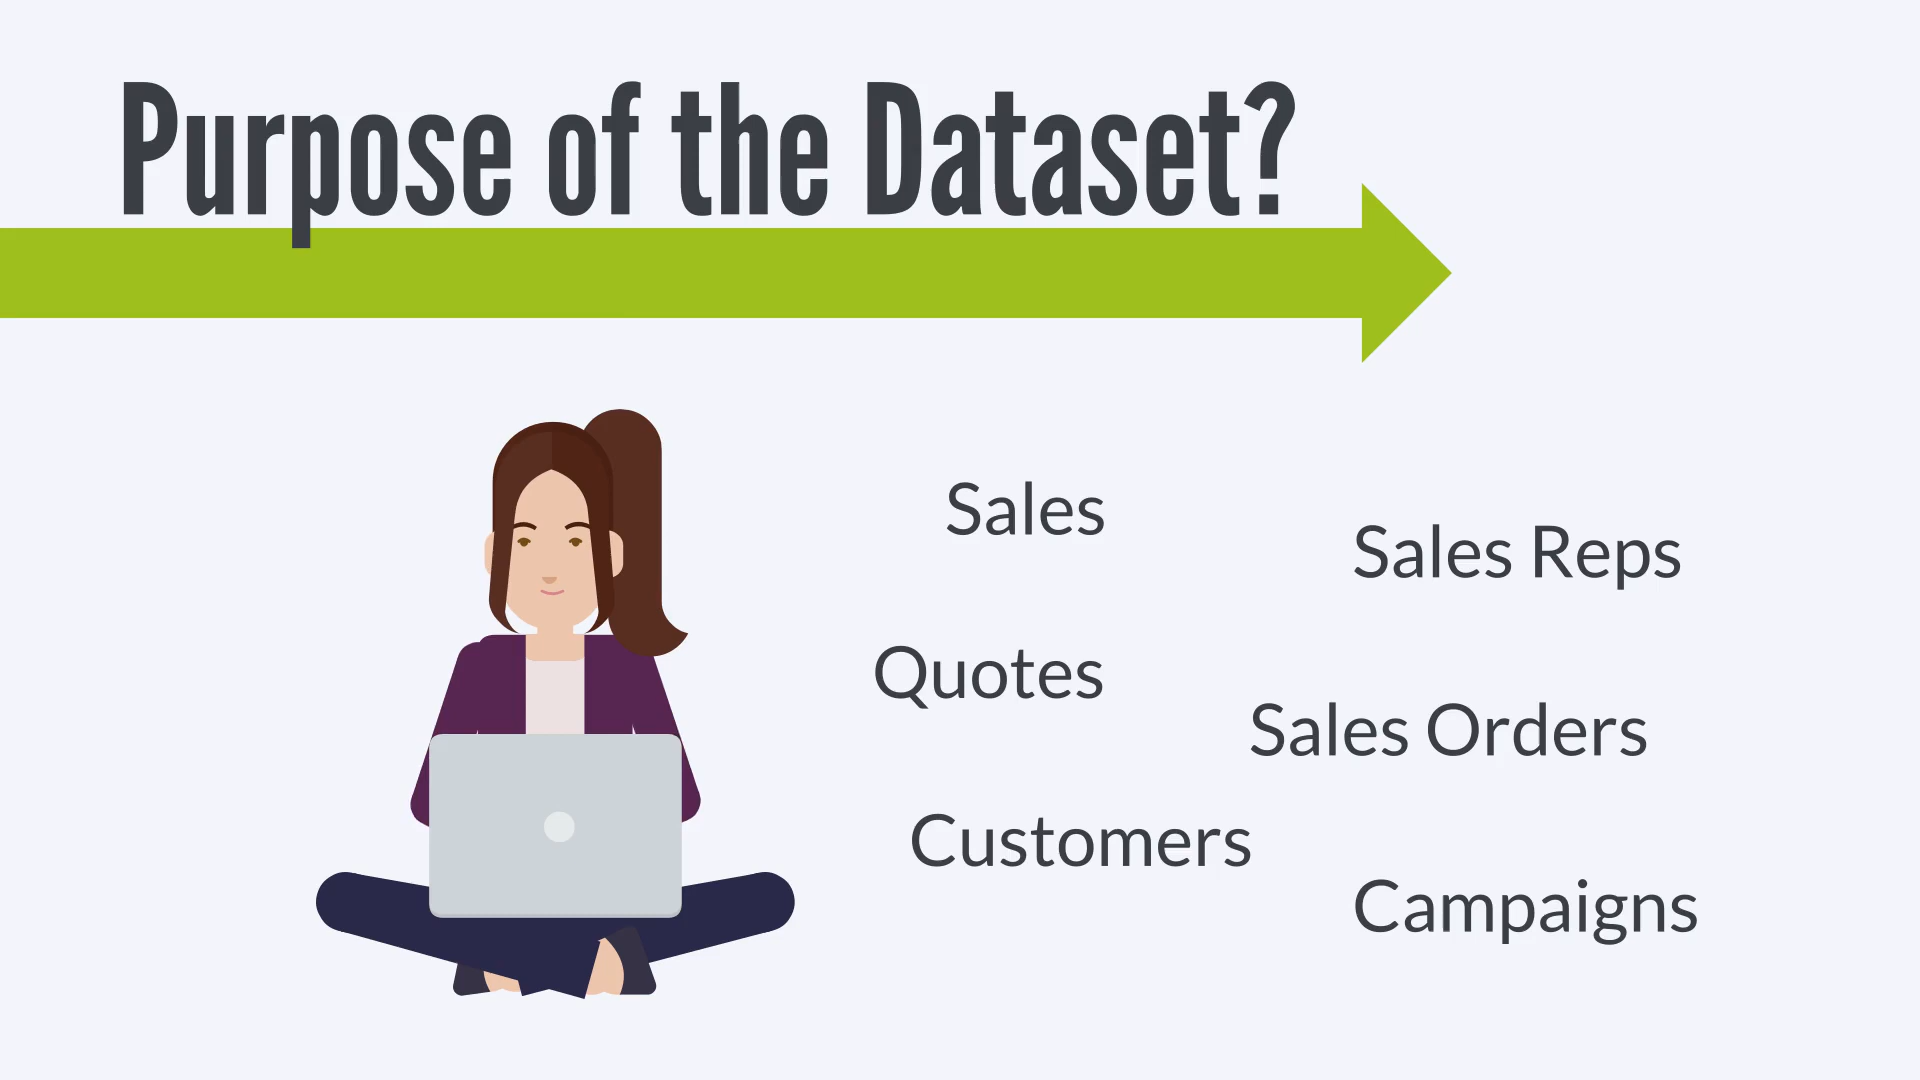 Purpose of the Dataset?
Sales
Sales Reps
Quotes
Sales Orders
Customers
Campaigns